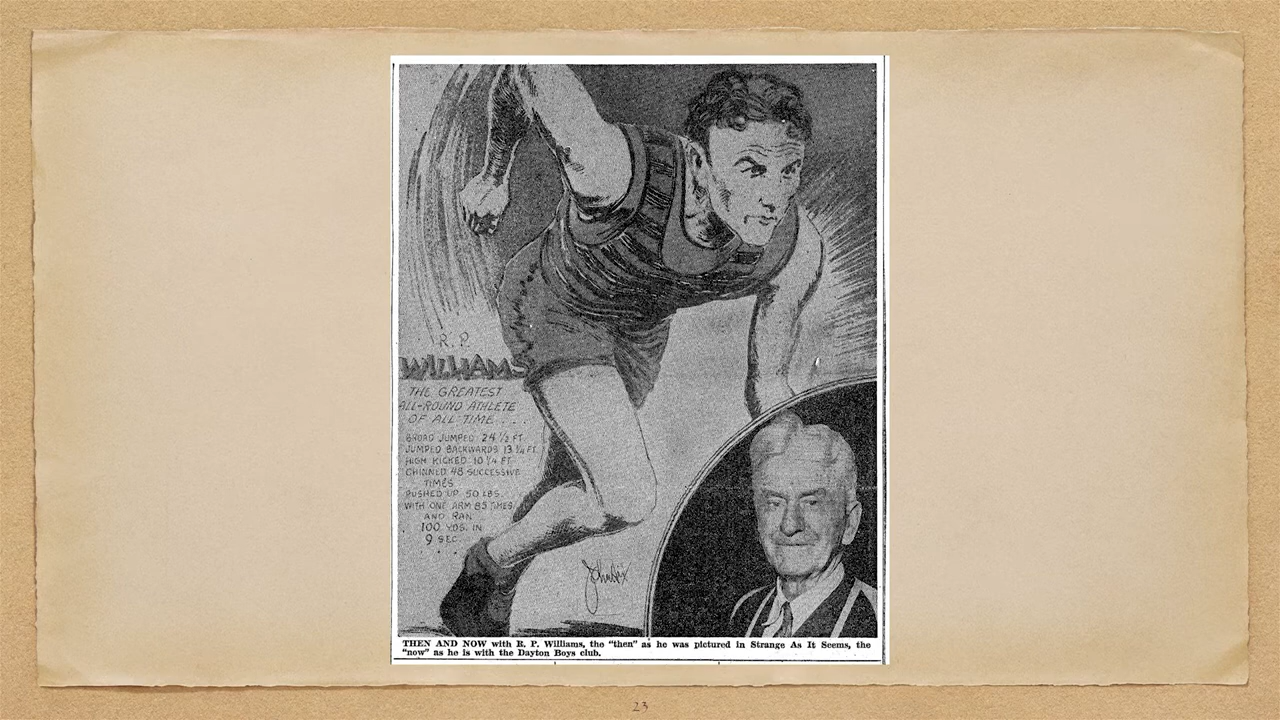 R. P.
WILLIAMS
THE GREATEST
ALL-ROUND ATHLETE
OF ALL TIME . . .
BROAD JUMPED 24 1/2 FT
JUMPED BACKWARDS 13 1/4 FT.
HIGH KICKED 10 1/4 FT
CHINNED 48 SUCCESSIVE
TIMES
PUSHED UP 50 LBS.
WITH ONE ARM 85 TIMES
AND RAN
100 YDS. IN
9 SEC.
. . .
THEN AND NOW with R. P. Williams, the “then” as he was pictured in Strange As It Seems, the
“now” as he is with the Dayton Boys club.
23